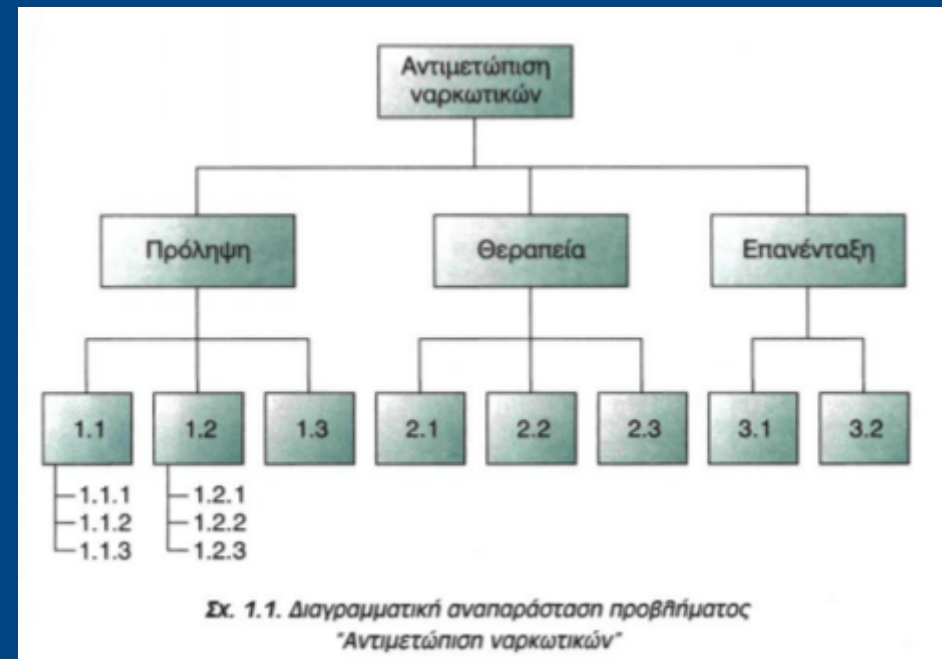 Αντιμετώπιση
ναρκωτικών
Πρόληψη
Θεραπεία
Επανένταξη
1.1
1.2
1.3
2.1
2.2
2.3
3.1
3.2
1.1.1
1.1.2
1.1.3
1.2.1
1.2.2
1.2.3
Σχ. 1.1. Διαγραμματική αναπαράσταση προβλήματος
"Αντιμετώπιση ναρκωτικών"